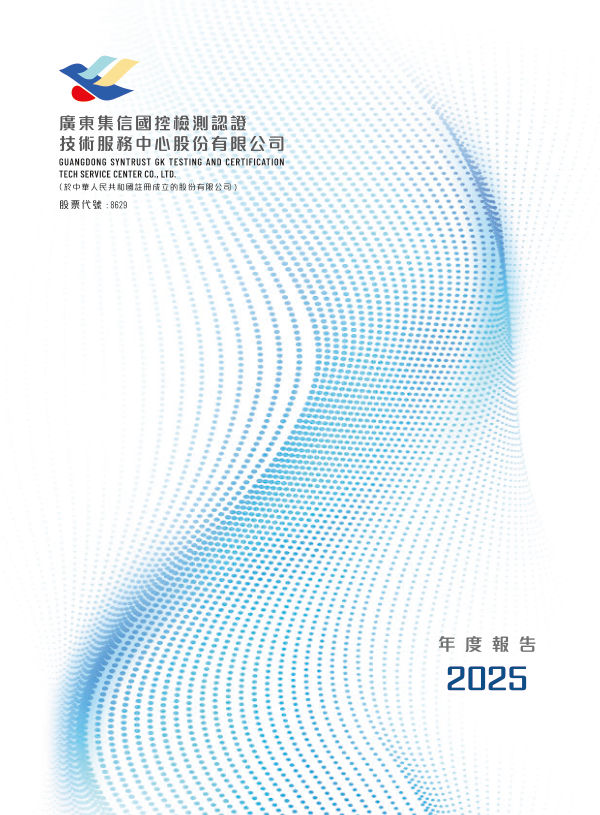 廣東集信國控檢測認證
技術服務中心股份有限公司
GUANGDONG SYNTRUST GK TESTING AND CERTIFICATION
TECH SERVICE CENTER CO., LTD.
(於中華人民共和國註冊成立的股份有限公司)
股票代號 : 8629
年度報告
2025